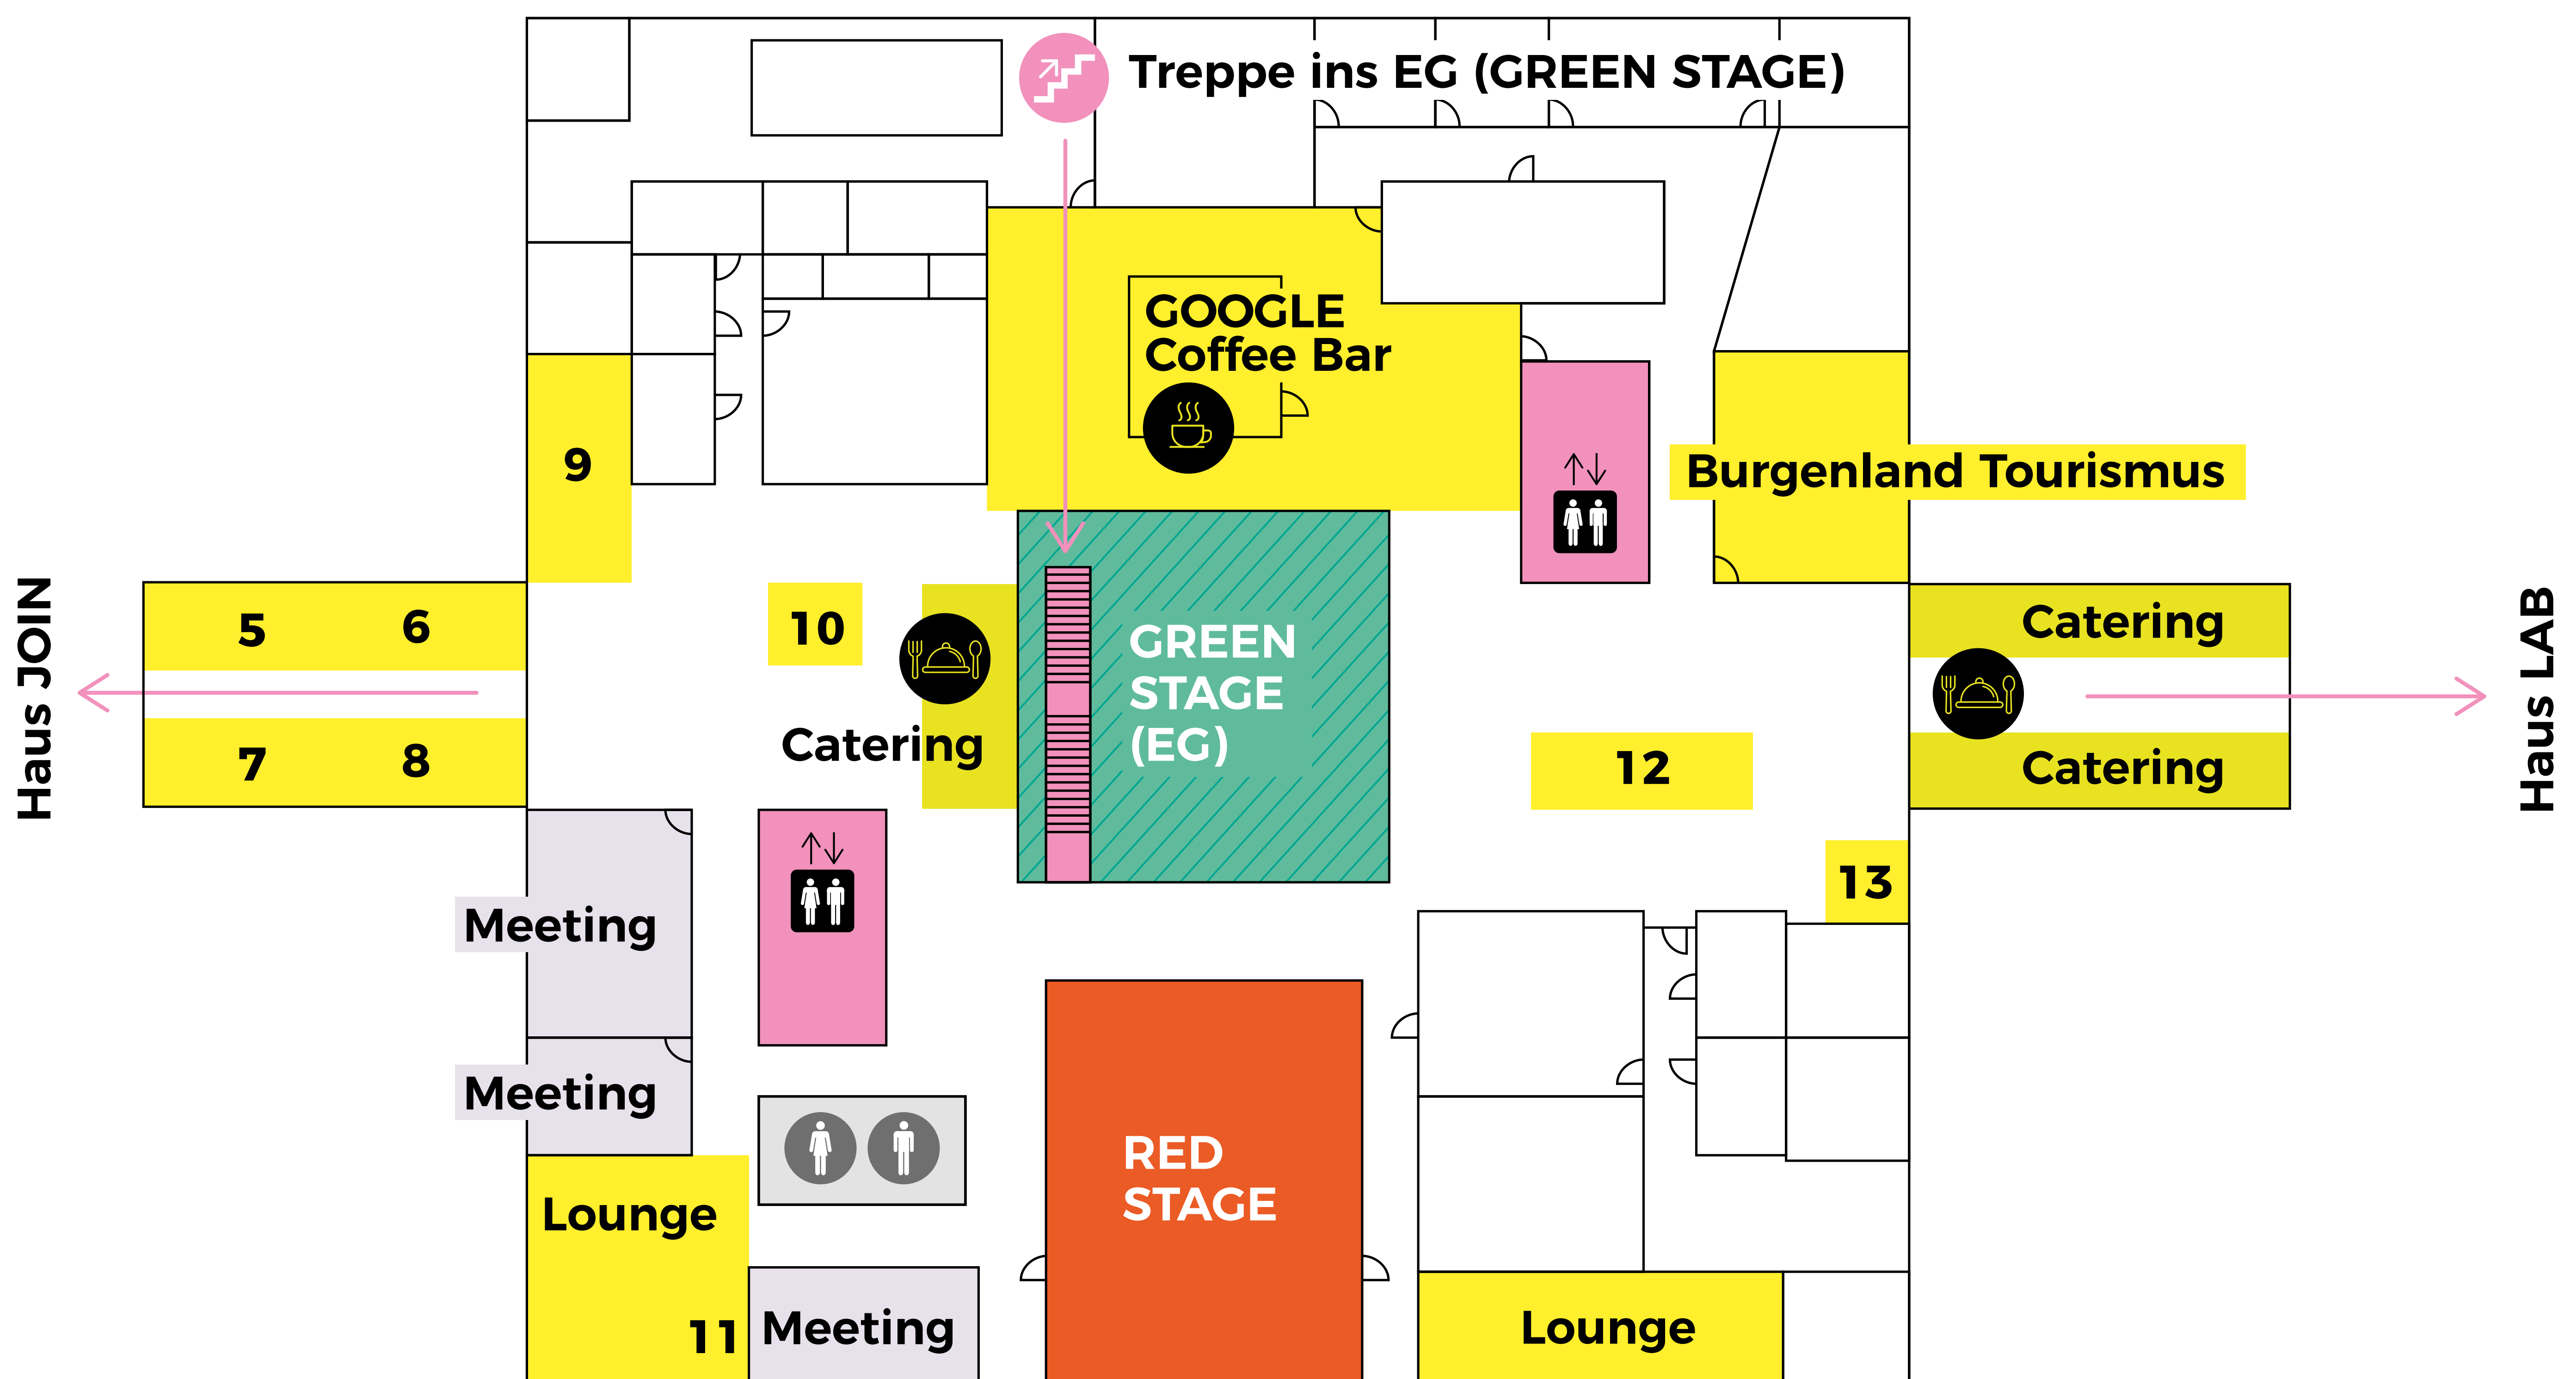 Treppe ins EG (GREEN STAGE)
GOOGLE
Coffee Bar
9
Burgenland Tourismus
Haus JOIN
5
6
10
GREEN
STAGE
(EG)
Catering
Haus LAB
7
8
Catering
12
Catering
13
Meeting
Meeting
RED
STAGE
Lounge
11
Meeting
Lounge